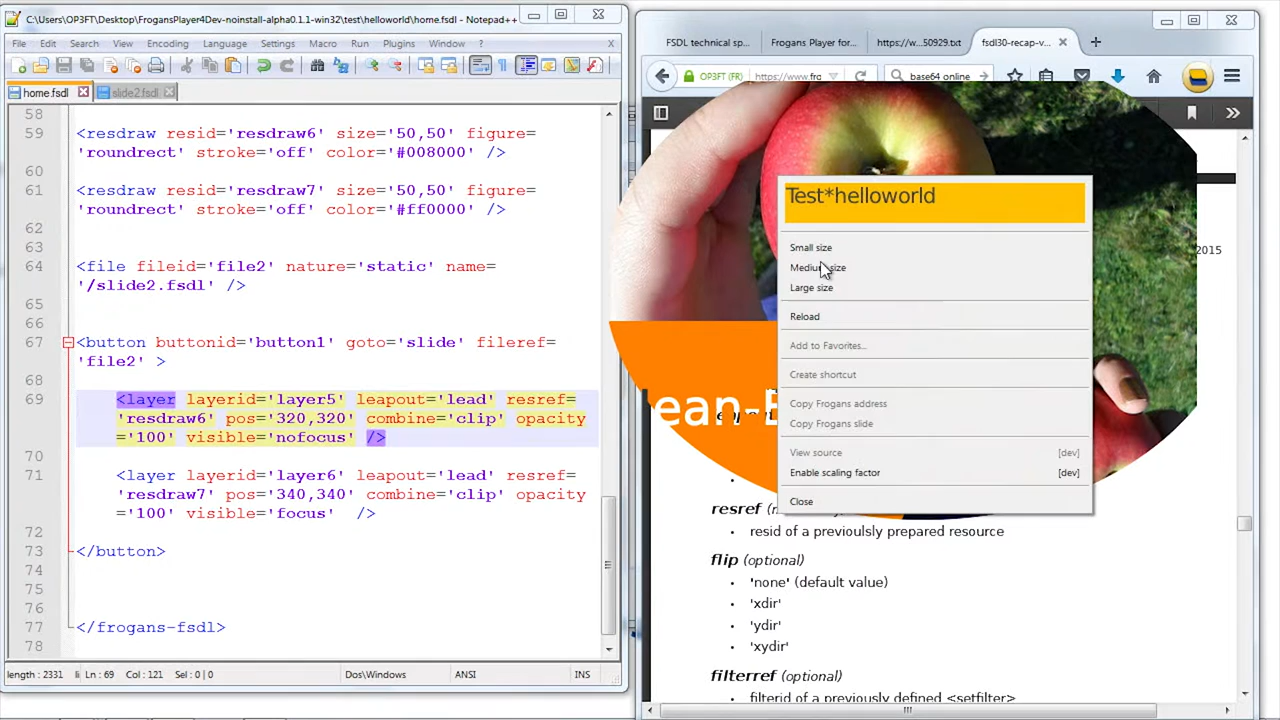 C:\Users\OP3FT\Desktop\FrogansPlayer4Dev-noinstall-alpha0.1.1-win32\test\helloworld\home.fsdl - Notepad++
File Edit Search View Encoding Language Settings Macro Run Plugins Window ? X
home.fsdl slide2.fsdl
58
59 <resdraw resid='resdraw6' size='50,50' figure=
'roundrect' stroke='off' color='#008000' />
60
61 <resdraw resid='resdraw7' size='50,50' figure=
'roundrect' stroke='off' color='#ff0000' />
62
63
64 <file fileid='file2' nature='static' name=
'/slide2.fsdl' />
65
66
67 <button buttonid='button1' goto='slide' fileref=
'file2' >
68
69 <layer layerid='layer5' leapout='lead' resref=
'resdraw6' pos='320,320' combine='clip' opacity
='100' visible='nofocus' />
70
71 <layer layerid='layer6' leapout='lead' resref=
'resdraw7' pos='340,340' combine='clip' opacity
='100' visible='focus' />
72
73 </button>
74
75
76
77 </frogans-fsdl>
78
length : 2331 Ln : 69 Col : 121 Sel : 0 | 0 Dos\Windows ANSI INS
FSDL technical sp... Frogans Player for... https://w....50929.txt fsdl30-recap-v...
OP3FT (FR) https://www.fro base64 online
2015
Test*helloworld
Small size
Medium size
Large size
Reload
Add to Favorites...
Create shortcut
Copy Frogans address
Copy Frogans slide
View source [dev]
Enable scaling factor [dev]
Close
ean-
resref
resid of a previoulsly prepared resource
flip (optional)
'none' (default value)
'xdir'
'ydir'
'xydir'
filterref (optional)
filterid of a previously defined <setfilter>